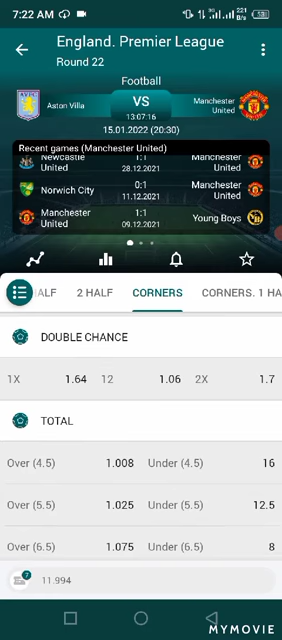 7:22 AM
221 B/s
13
England. Premier League
Round 22
Football
Aston Villa
VS
Manchester United
13:07:16
15.01.2022 (20:30)
Recent games (Manchester United)
Newcastle United 1:1 28.12.2021 Manchester United
Norwich City 0:1 11.12.2021 Manchester United
Manchester United 1:1 09.12.2021 Young Boys
HALF 2 HALF CORNERS CORNERS. 1 HA
DOUBLE CHANCE
1X 1.64 12 1.06 2X 1.7
TOTAL
Over (4.5) 1.008 Under (4.5) 16
Over (5.5) 1.025 Under (5.5) 12.5
Over (6.5) 1.075 Under (6.5) 8
7 11.994
MYMOVIE